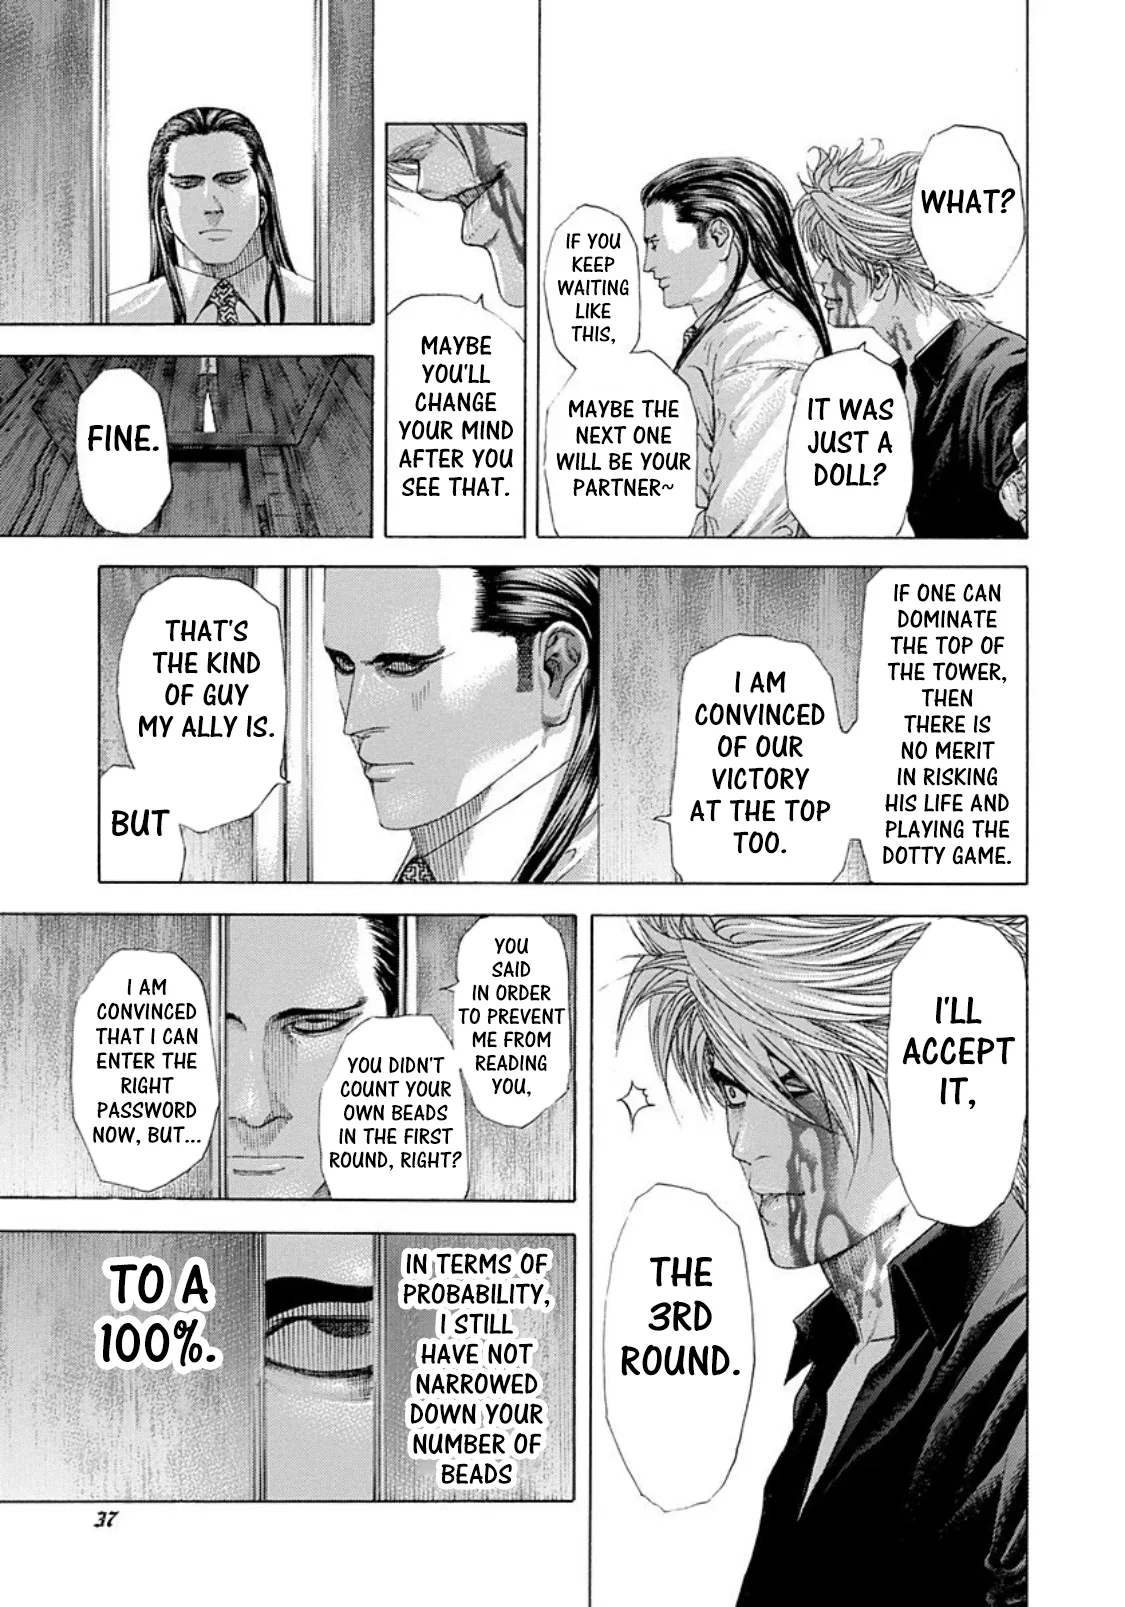 WHAT?
IT WAS
JUST A
DOLL?
IF YOU
KEEP
WAITING
LIKE
THIS,
MAYBE THE
NEXT ONE
WILL BE YOUR
PARTNER~
MAYBE
YOU'LL
CHANGE
YOUR MIND
AFTER YOU
SEE THAT.
FINE.
IF ONE CAN
DOMINATE
THE TOP OF
THE TOWER,
THEN
THERE IS
NO MERIT
IN RISKING
HIS LIFE AND
PLAYING THE
DOTTY GAME.
I AM
CONVINCED
OF OUR
VICTORY
AT THE TOP
TOO.
THAT'S
THE KIND
OF GUY
MY ALLY IS.
BUT
I'LL
ACCEPT
IT,
THE
3RD
ROUND.
YOU
SAID
IN ORDER
TO PREVENT
ME FROM
READING
YOU,
YOU DIDN'T
COUNT YOUR
OWN BEADS
IN THE FIRST
ROUND, RIGHT?
I AM
CONVINCED
THAT I CAN
ENTER THE
RIGHT
PASSWORD
NOW, BUT...
IN TERMS OF
PROBABILITY,
I STILL
HAVE NOT
NARROWED
DOWN YOUR
NUMBER OF
BEADS
TO A
100%.
37